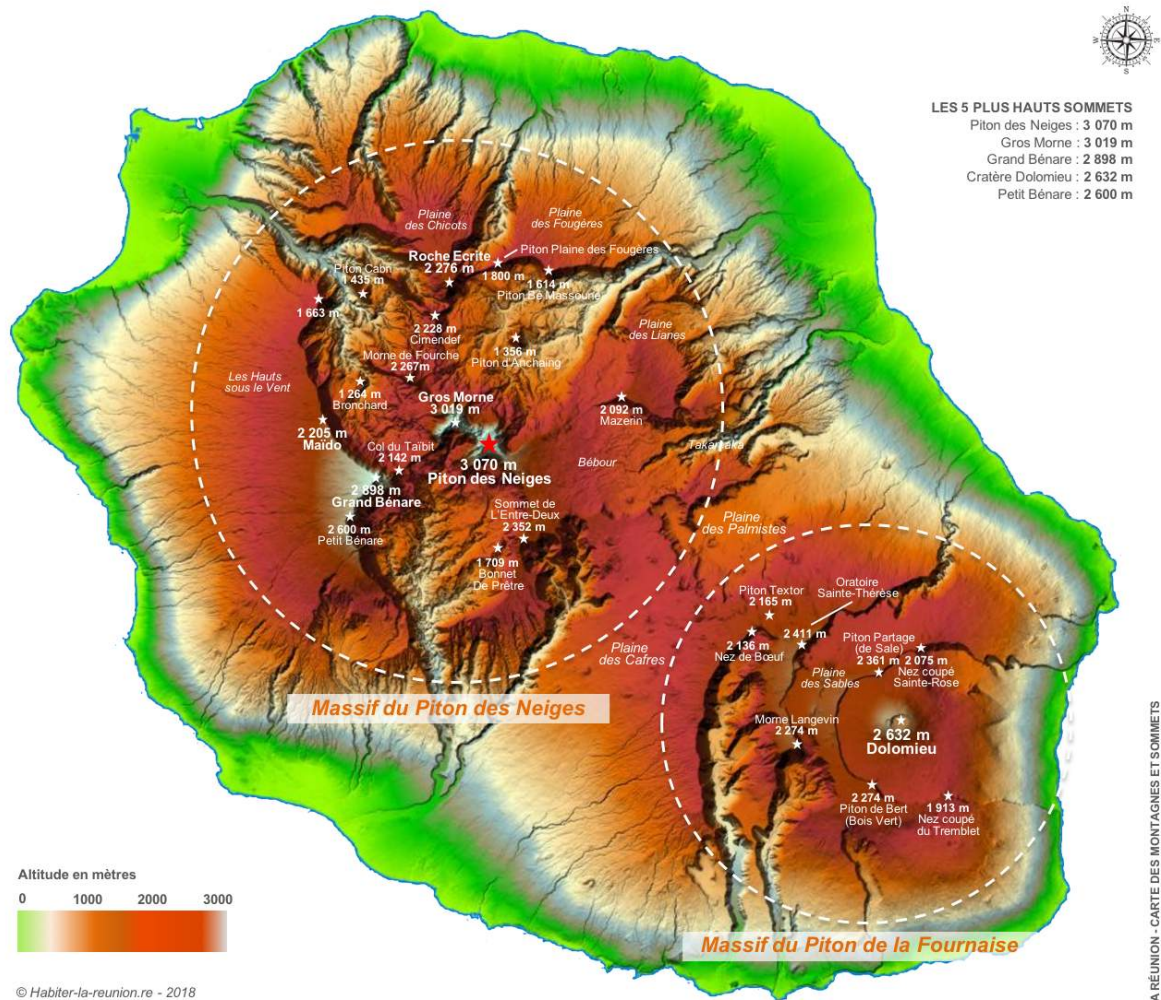 N
W
S
LES 5 PLUS HAUTS SOMMETS
Piton des Neiges : 3 070 m
Gros Morne : 3 019 m
Grand Bénare : 2 898 m
Cratère Dolomieu : 2 632 m
Petit Bénare : 2 600 m
Plaine
des Chicots
Plaine
des Fougères
Roche Ecrite
2 276 m
Piton Plaine des Fougères
1 800 m
1 614 m
Piton Bé Massoune
Piton Cabri
1 435 m
1 663 m
2 228 m
Cimendef
1 356 m
Piton d'Anchaing
Plaine
des Lianes
Morne de Fourche
2 267m
Les Hauts
sous le Vent
1 264 m
Bronchard
Gros Morne
3 019 m
2 092 m
Mazerin
2 205 m
Maïdo
Col du Taïbit
2 142 m
Takamaka
3 070 m
Piton des Neiges
Bébour
2 898 m
Grand Bénare
2 600 m
Petit Bénare
Sommet de
L'Entre-Deux
2 352 m
1 709 m
Bonnet
De Prêtre
Plaine
des Palmistes
Plaine
des Cafres
Piton Textor
2 165 m
Oratoire
Sainte-Thérèse
2 411 m
2 136 m
Nez de Bœuf
Piton Partage
(de Sale)
2 361 m
2 075 m
Nez coupé
Sainte-Rose
Plaine
des Sables
Morne Langevin
2 274 m
2 632 m
Dolomieu
2 274 m
Piton de Bert
(Bois Vert)
1 913 m
Nez coupé
du Tremblet
Massif du Piton des Neiges
Massif du Piton de la Fournaise
Altitude en mètres
0 1000 2000 3000
© Habiter-la-reunion.re - 2018
A RÉUNION - CARTE DES MONTAGNES ET SOMMETS